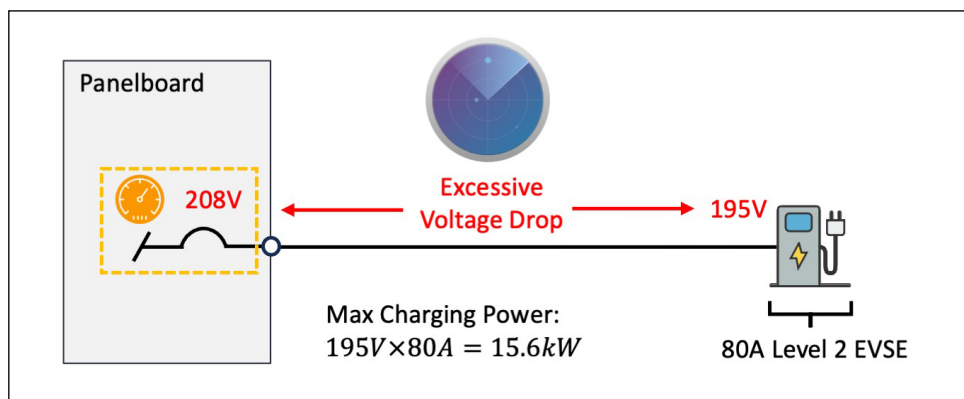 Panelboard
208V
Excessive
Voltage Drop
195V
Max Charging Power:
195V×80A = 15.6kW
80A Level 2 EVSE